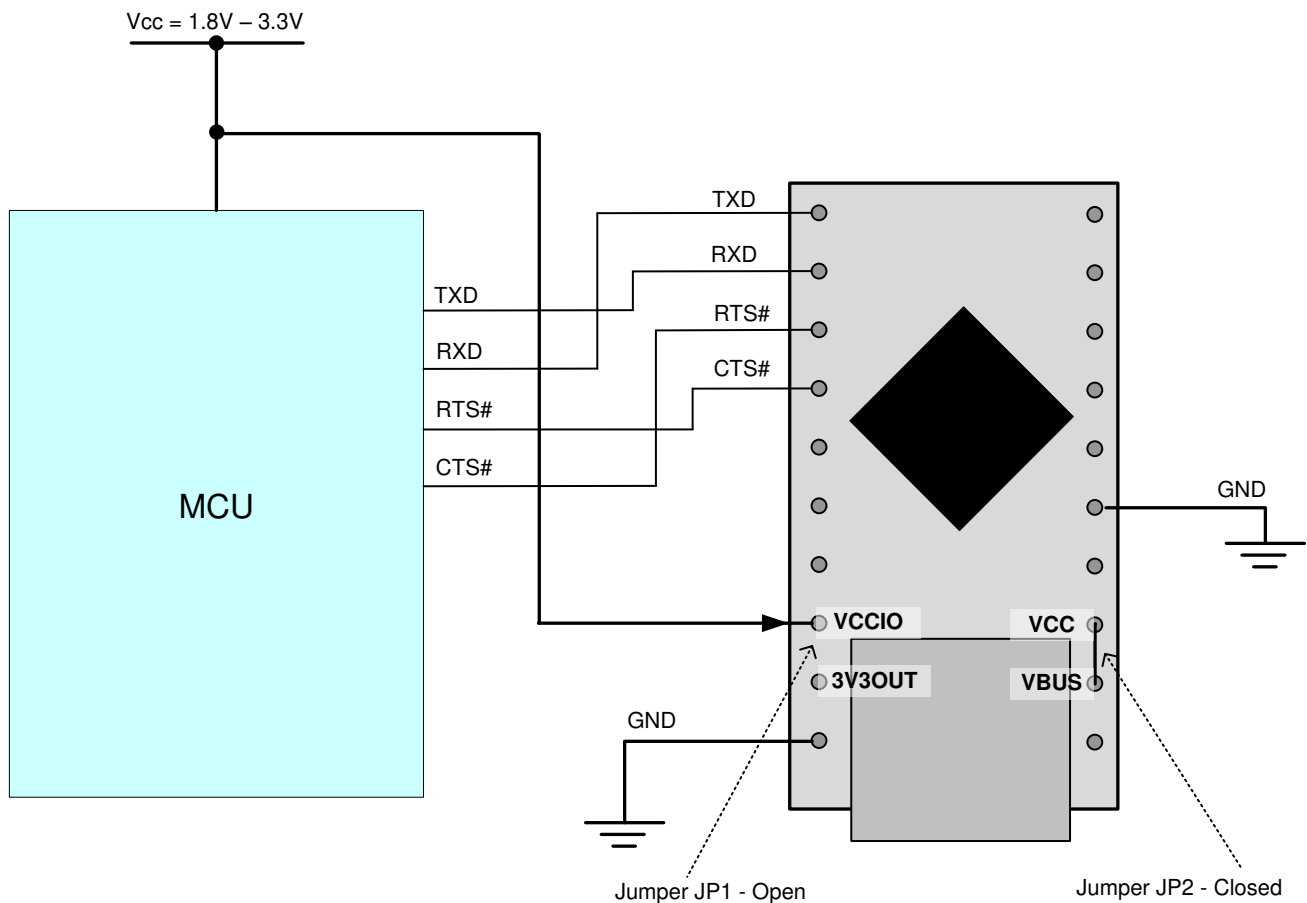 Vcc = 1.8V – 3.3V
TXD
RXD
RTS#
CTS#
TXD
RXD
RTS#
CTS#
MCU
GND
VCCIO
VCC
3V3OUT
VBUS
GND
Jumper JP1 - Open
Jumper JP2 - Closed